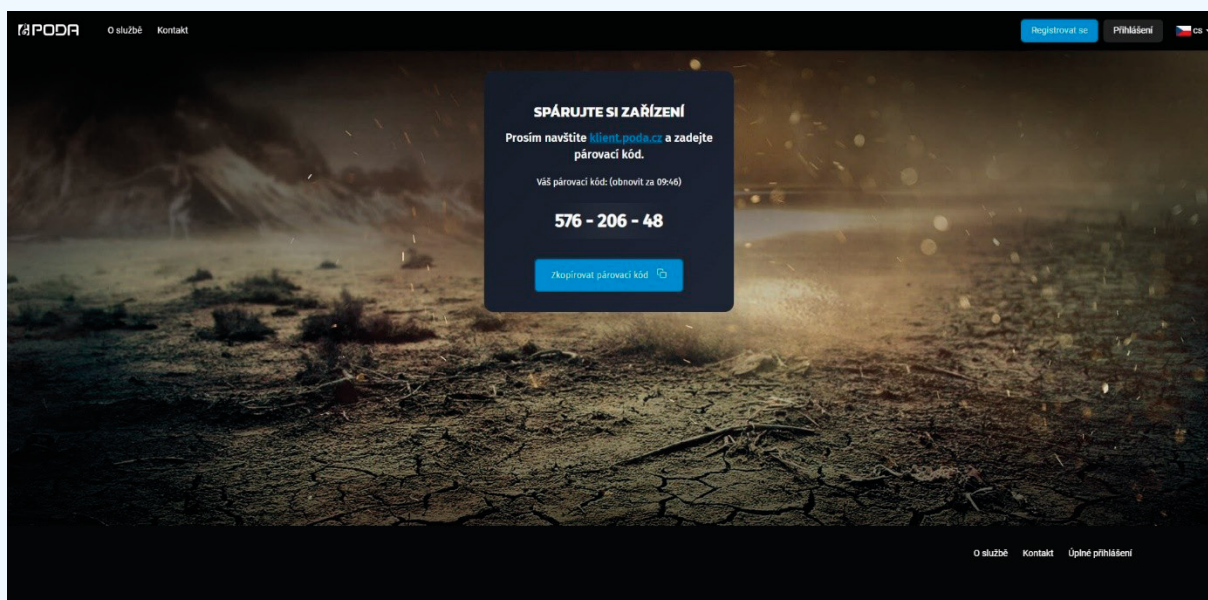 PODA
O službě
Kontakt
Registrovat se
Přihlášení
cs
SPÁRUJTE SI ZAŘÍZENÍ
Prosím navštite klient.poda.cz a zadejte
párovací kód.
Váš párovací kód: (obnovit za 09:46)
576 - 206 - 48
Zkopírovat párovací kód
O službě
Kontakt
Úplné přihlášení